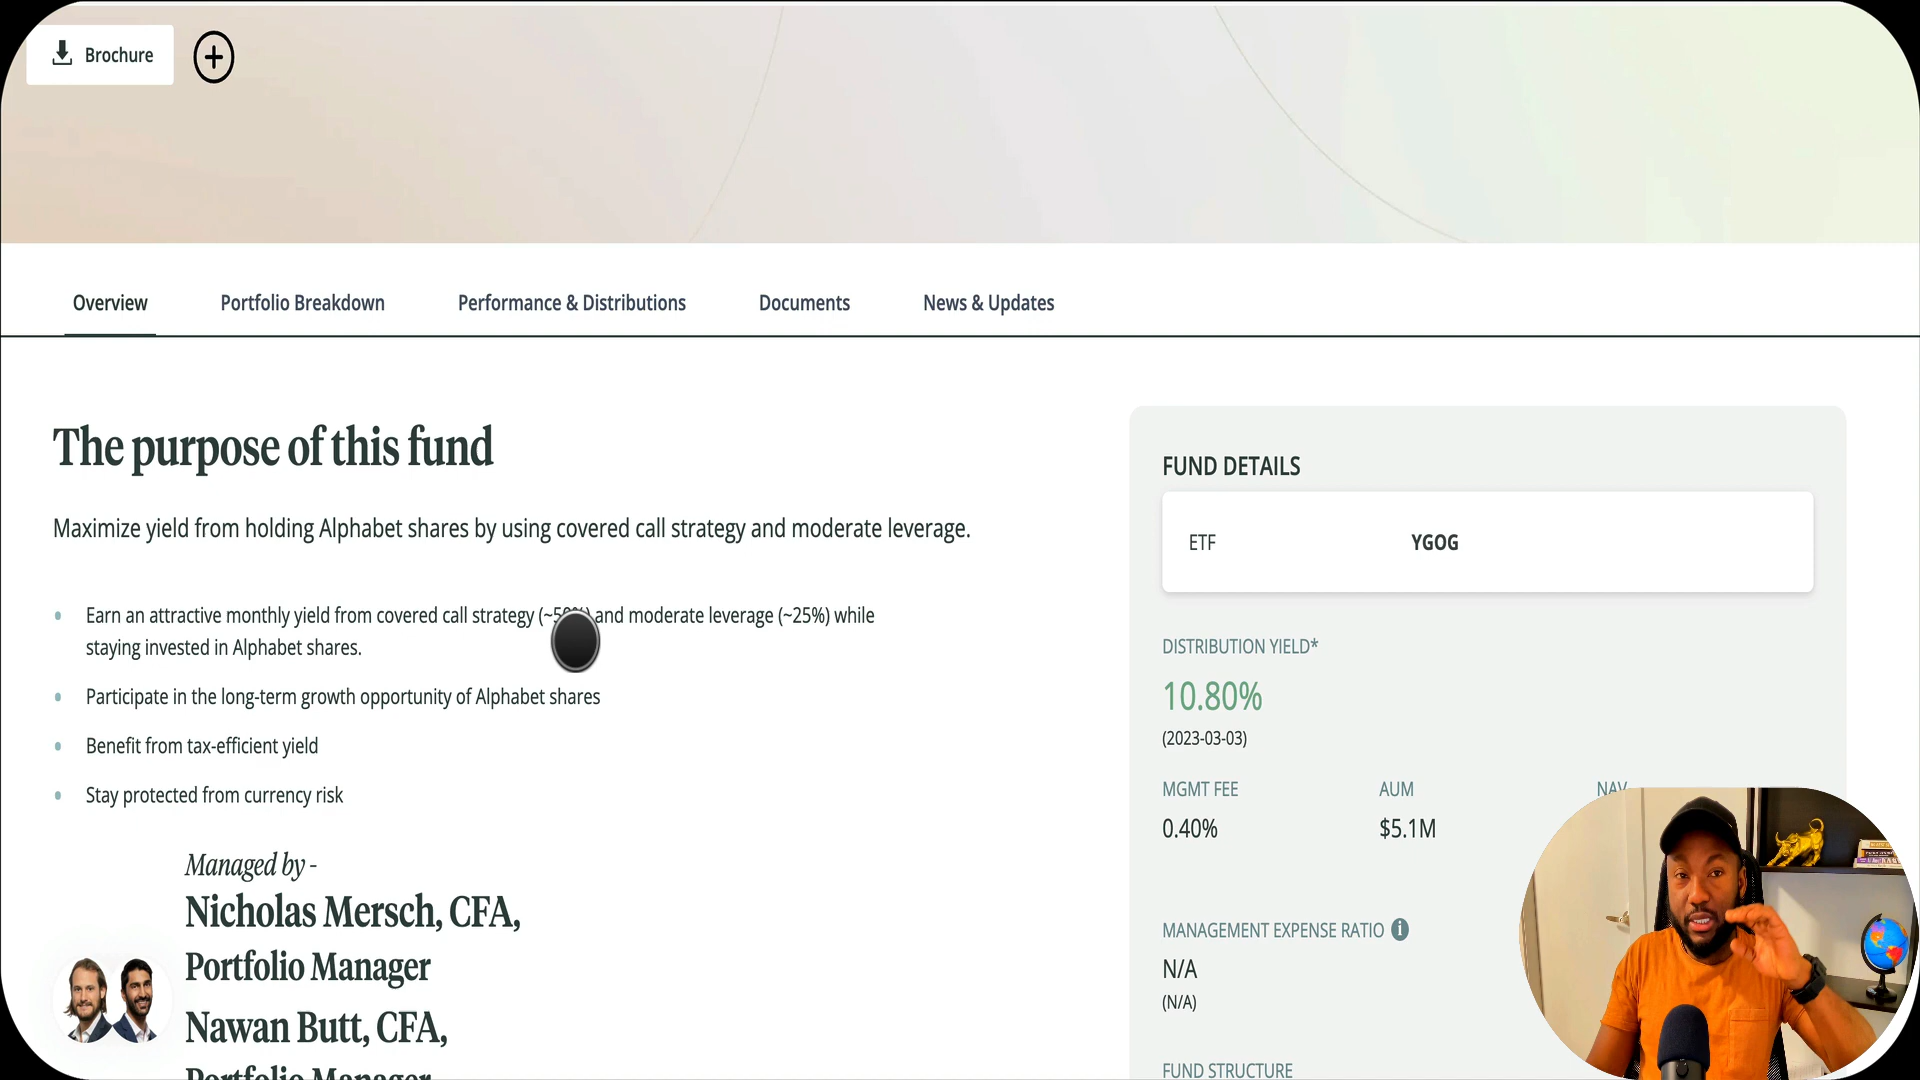 Brochure
Overview
Portfolio Breakdown
Performance & Distributions
Documents
News & Updates
The purpose of this fund
Maximize yield from holding Alphabet shares by using covered call strategy and moderate leverage.
Earn an attractive monthly yield from covered call strategy and moderate leverage (~25%) while
staying invested in Alphabet shares.
Participate in the long-term growth opportunity of Alphabet shares
Benefit from tax-efficient yield
Stay protected from currency risk
Managed by -
Nicholas Mersch, CFA,
Portfolio Manager
Nawan Butt, CFA,
Portfolio Manager
FUND DETAILS
ETF YGOG
DISTRIBUTION YIELD*
10.80%
(2023-03-03)
MGMT FEE AUM NAV
0.40% $5.1M
MANAGEMENT EXPENSE RATIO
N/A
(N/A)
FUND STRUCTURE